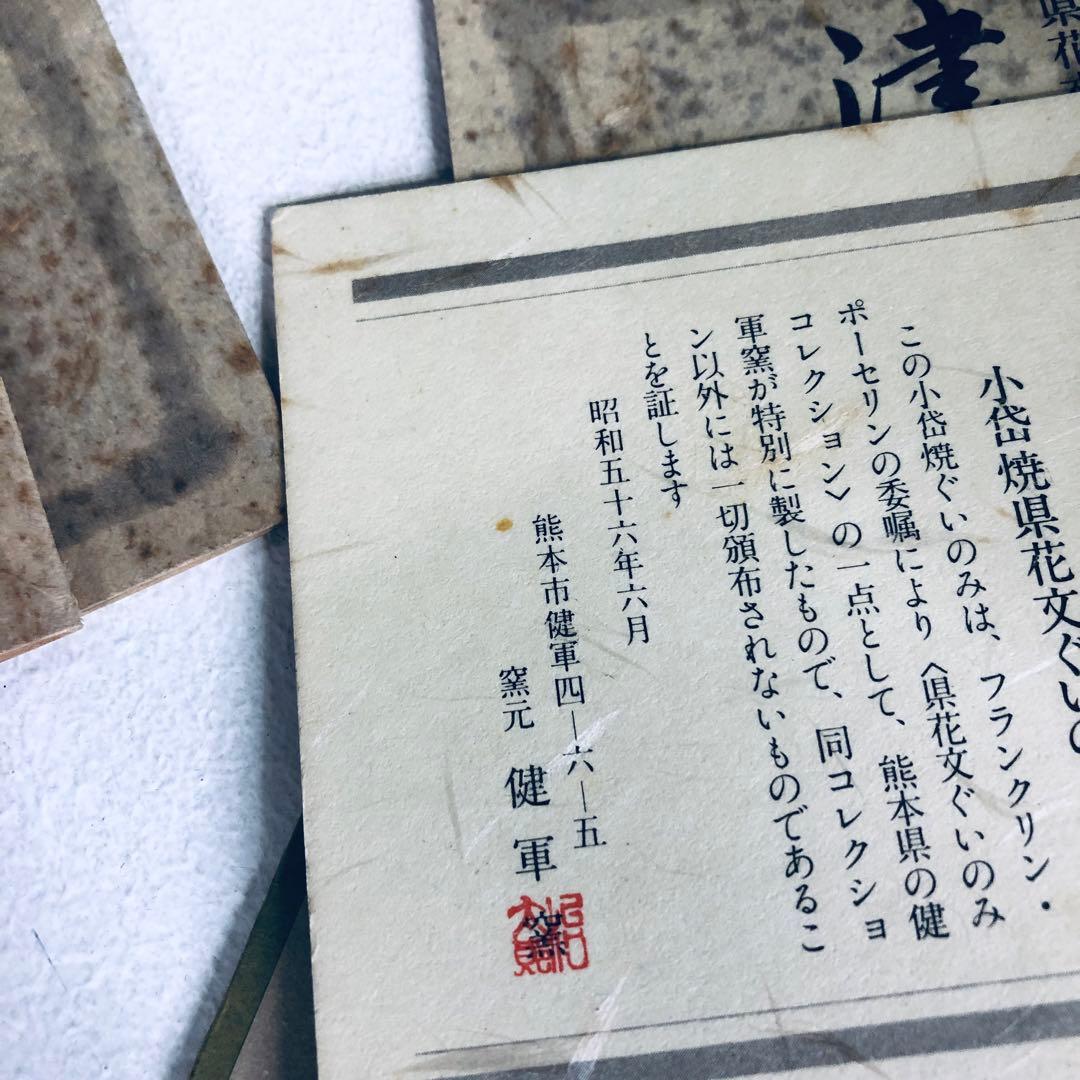 県花
津
小岱焼県花文ぐい
この小岱焼ぐいのみは、フランクリン・
ポーセリンの委嘱により〈県花文ぐいのみ
コレクション〉の一点として、熊本県の健
軍窯が特別に製したもので、同コレクショ
ン以外には一切頒布されないものであるこ
とを証します
昭和五十六年六月
熊本市健軍四―六―五
窯元 健軍窯